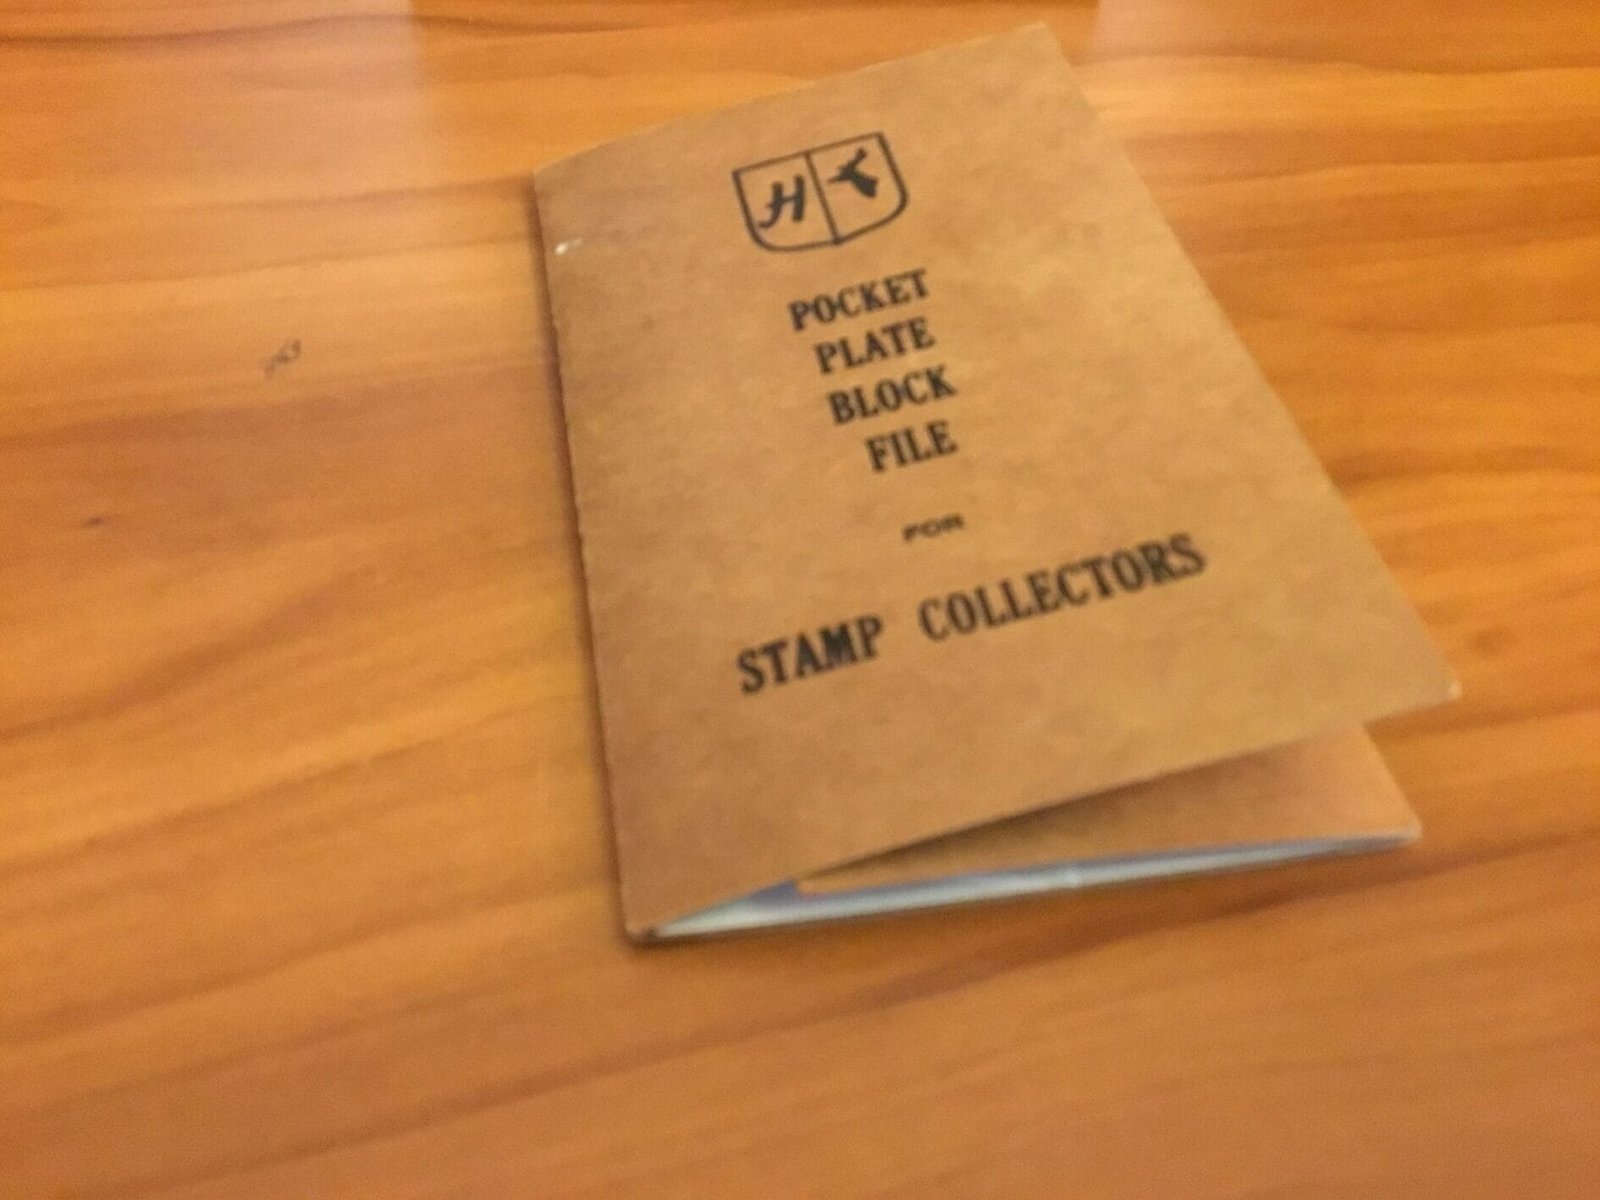 H
POCKET
PLATE
BLOCK
FILE
FOR
STAMP COLLECTORS